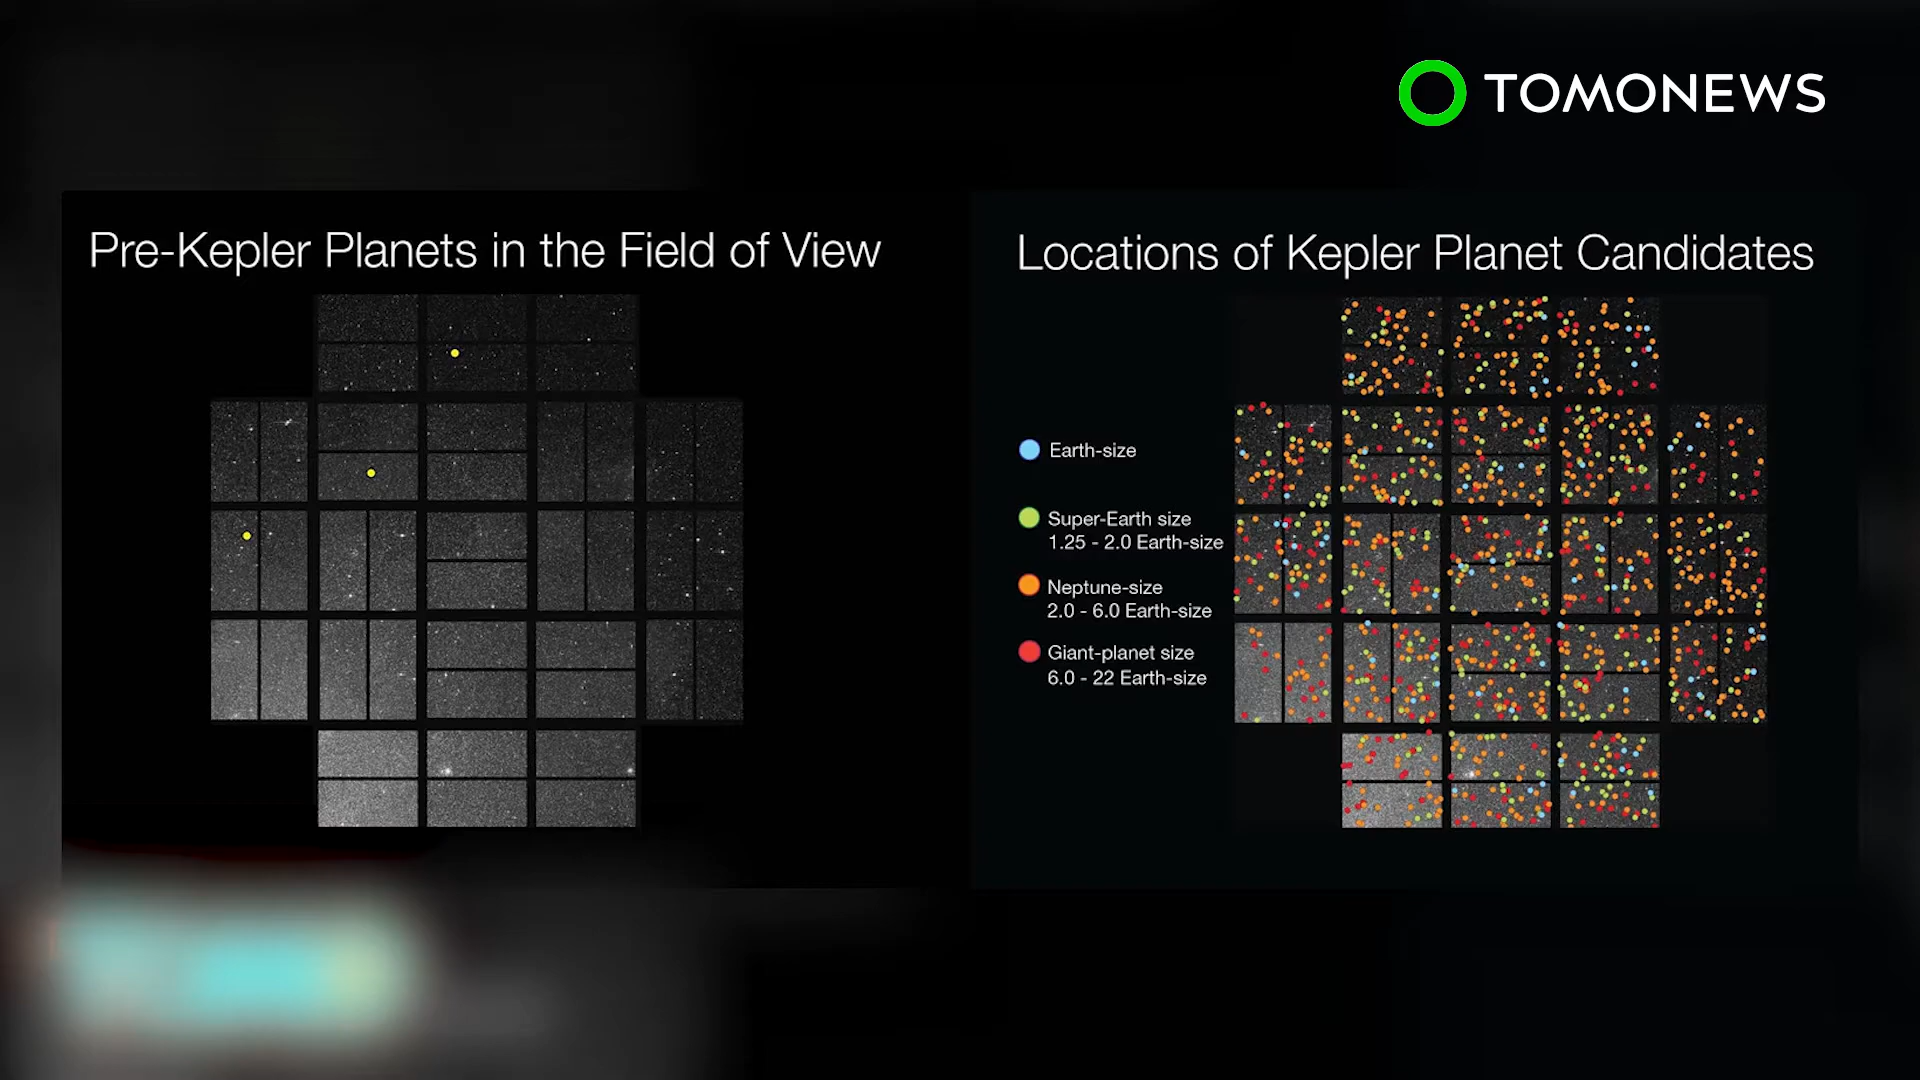 TOMONEWS
Pre-Kepler Planets in the Field of View
Locations of Kepler Planet Candidates
Earth-size
Super-Earth size
1.25 - 2.0 Earth-size
Neptune-size
2.0 - 6.0 Earth-size
Giant-planet size
6.0 - 22 Earth-size